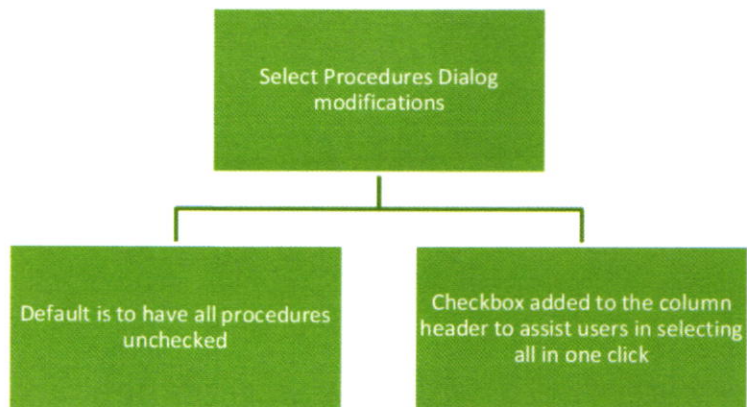 Select Procedures Dialog
modifications
Default is to have all procedures
unchecked
Checkbox added to the column
header to assist users in selecting
all in one click